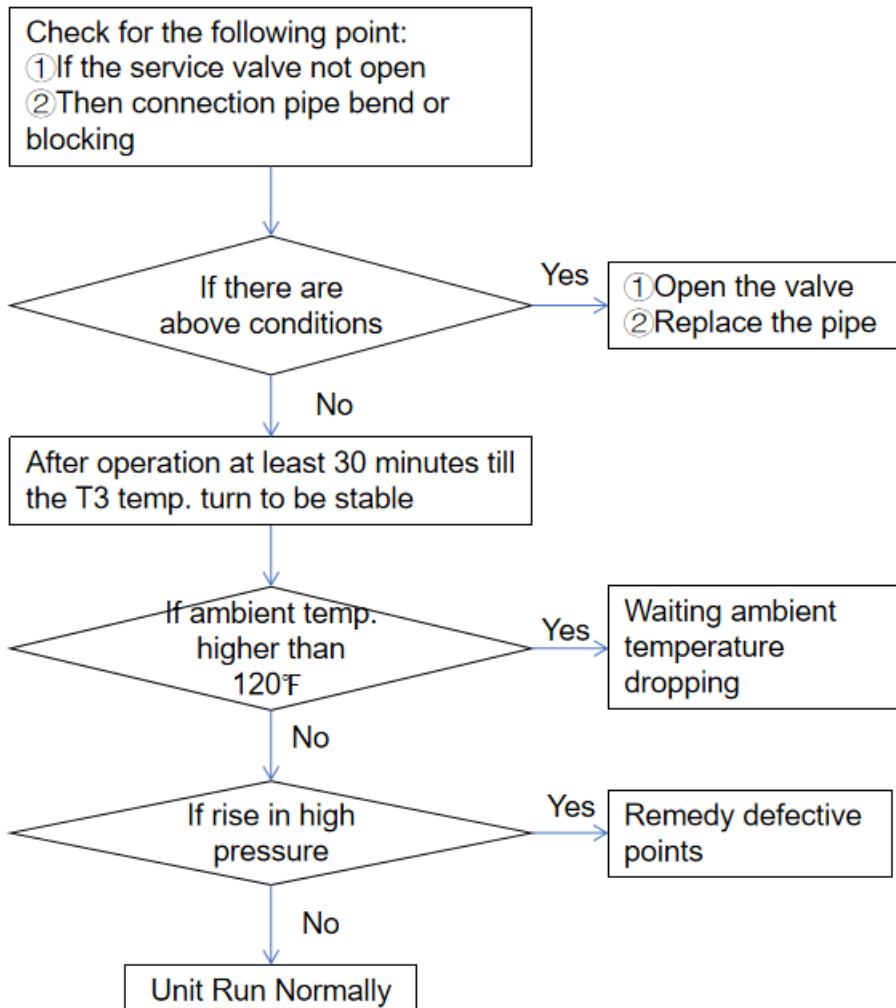 Check for the following point:
①If the service valve not open
②Then connection pipe bend or
blocking
If there are
above conditions
Yes
①Open the valve
②Replace the pipe
No
After operation at least 30 minutes till
the T3 temp. turn to be stable
If ambient temp.
higher than
120℉
Yes
Waiting ambient
temperature
dropping
No
If rise in high
pressure
Yes
Remedy defective
points
No
Unit Run Normally